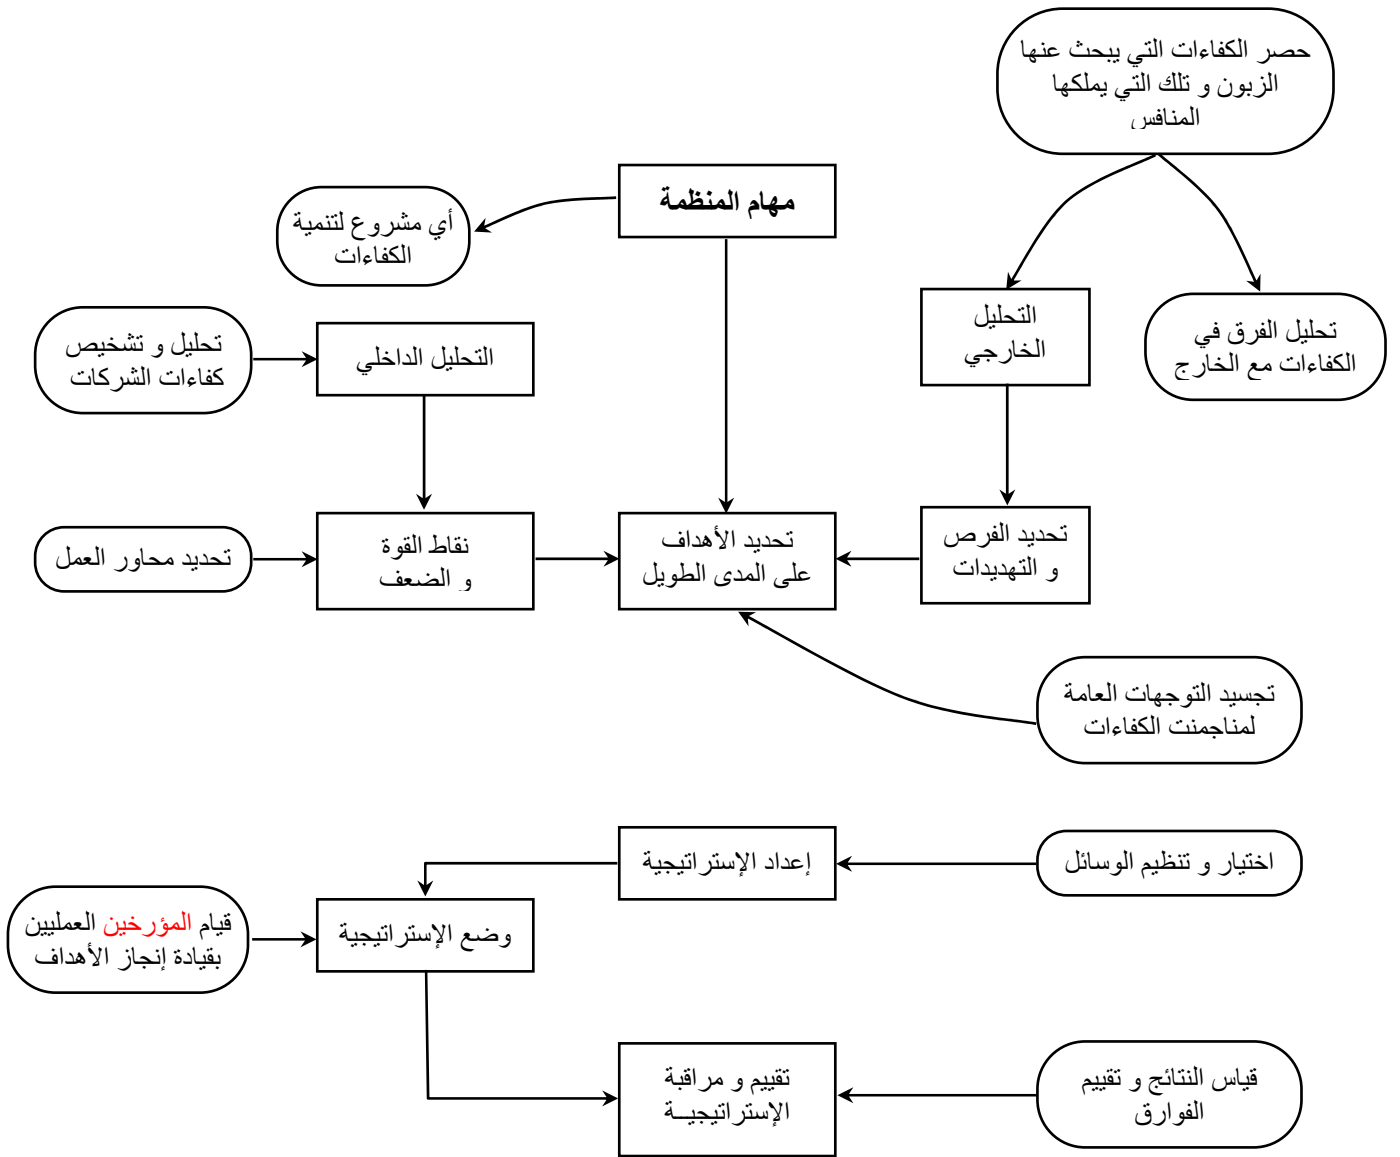 حصر الكفاءات التي يبحث عنها
الزبون و تلك التي يملكها
المنافس
مهام المنظمة
أي مشروع لتنمية
الكفاءات
التحليل
الخارجي
تحليل الفرق في
الكفاءات مع الخارج
التحليل الداخلي
تحليل و تشخيص
كفاءات الشركات
تحديد الفرص
و التهديدات
تحديد الأهداف
على المدى الطويل
نقاط القوة
و الضعف
تحديد محاور العمل
تجسيد التوجهات العامة
لمناجمنت الكفاءات
اختيار و تنظيم الوسائل
إعداد الإستراتيجية
وضع الإستراتيجية
قيام المؤرخين العمليين
بقيادة إنجاز الأهداف
قياس النتائج و تقييم
الفوارق
تقييم و مراقبة
الإستراتيجيــة